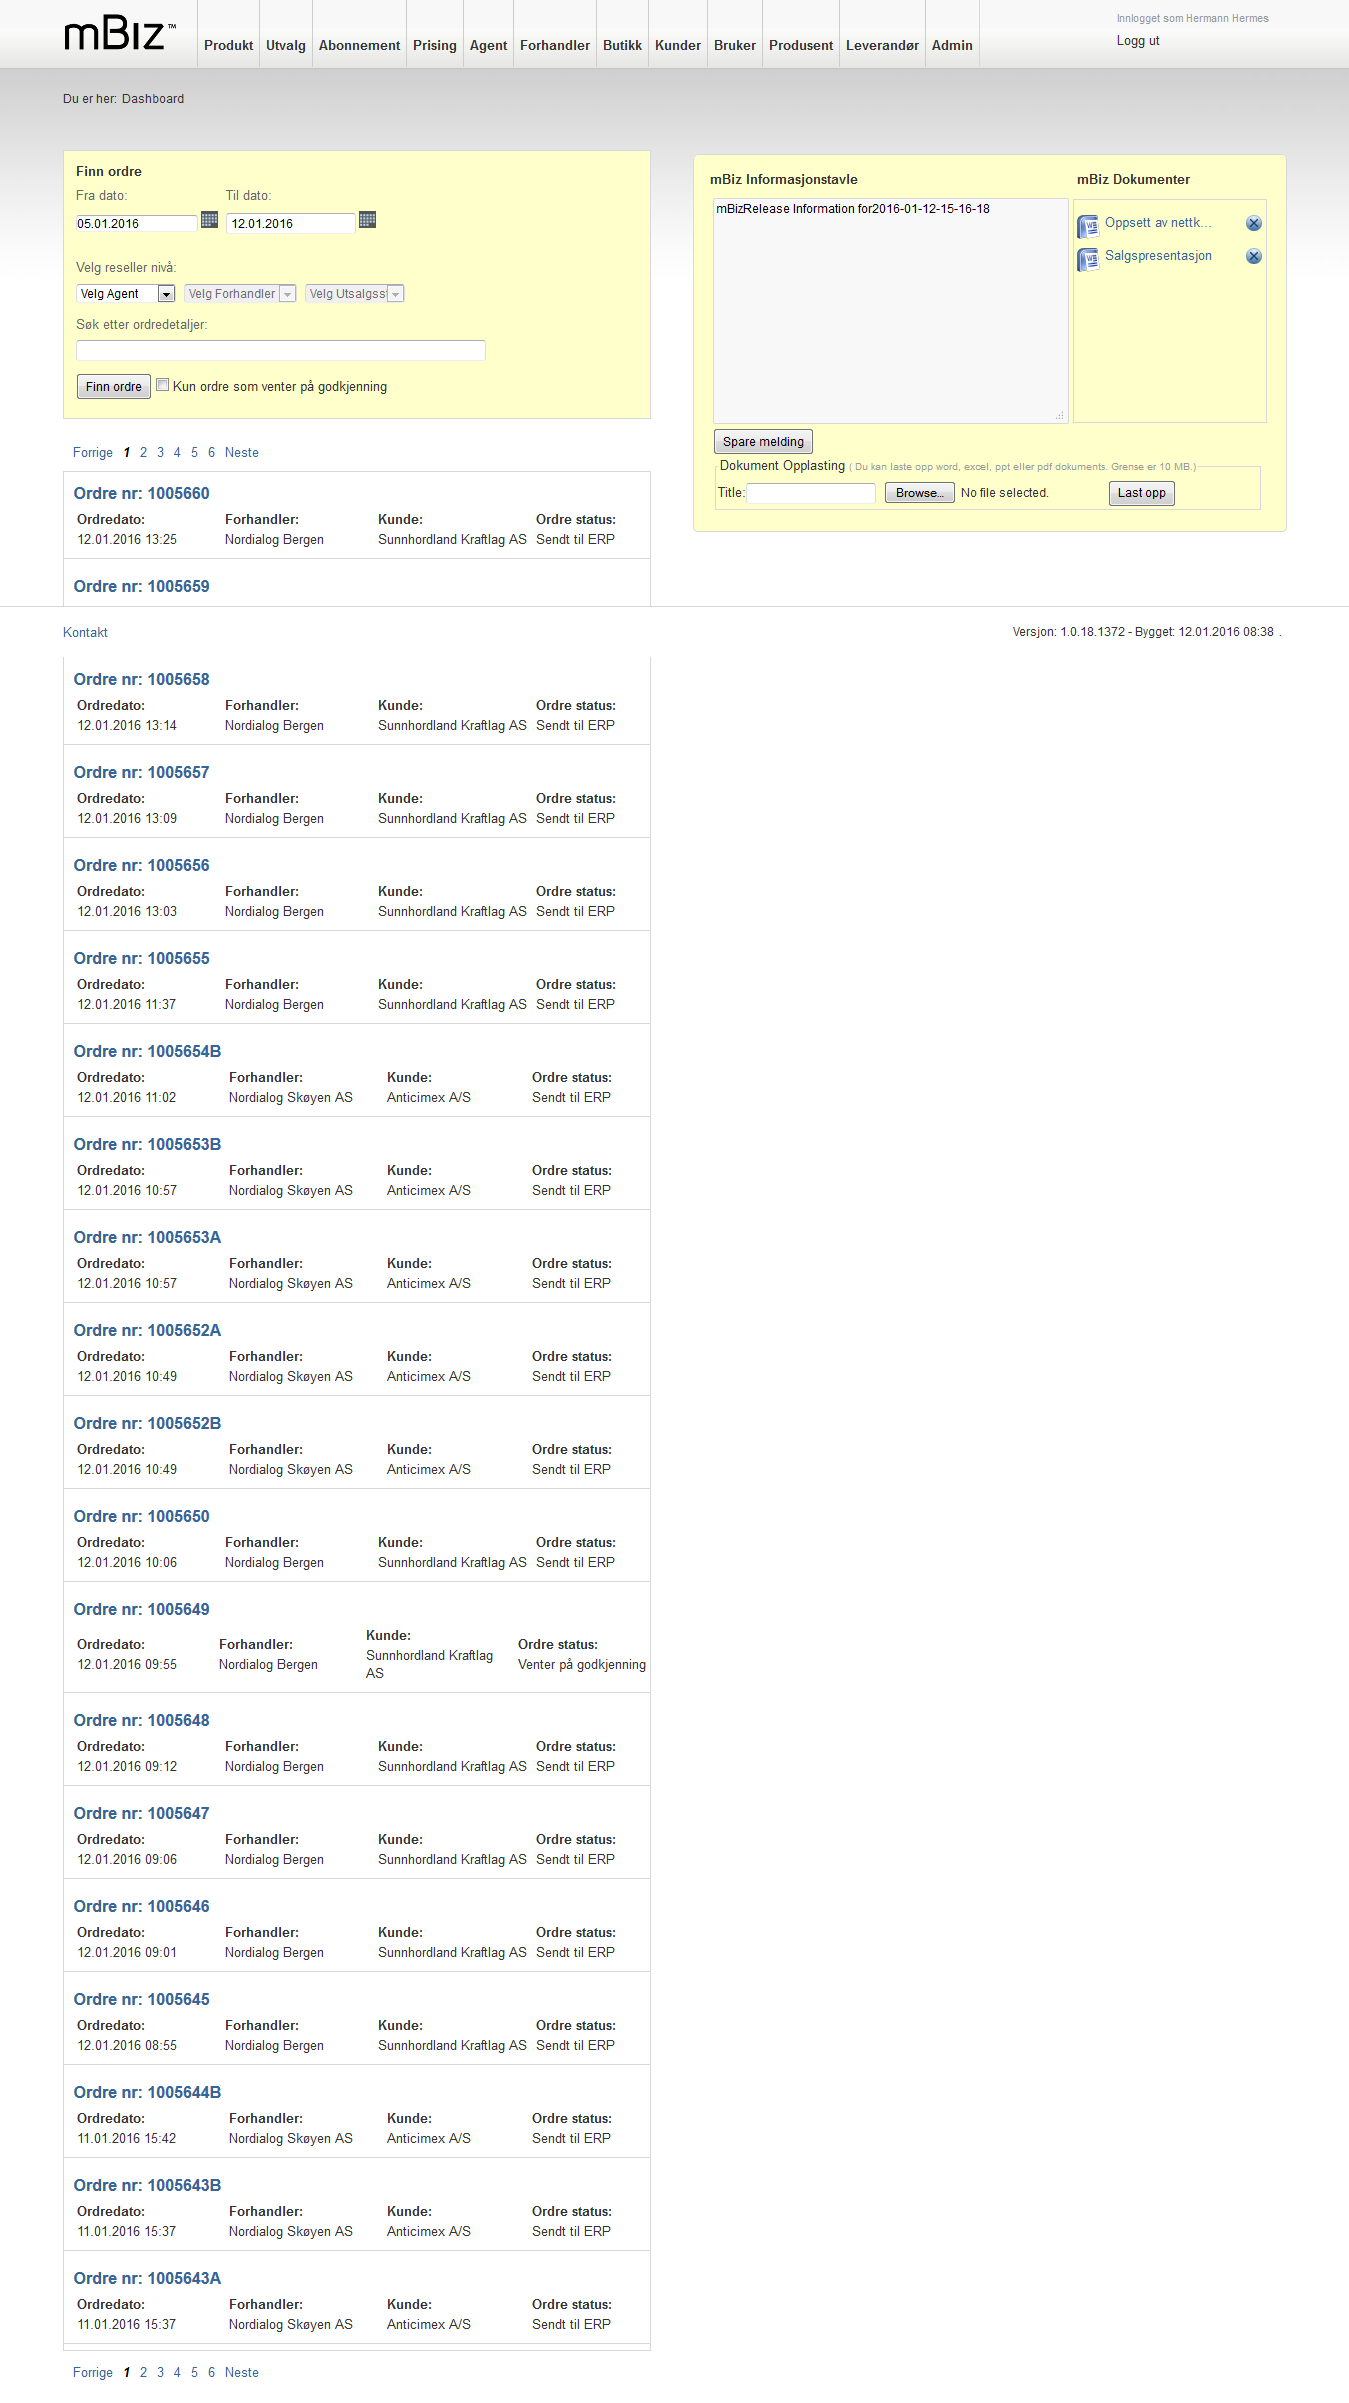 mBiz™
Produkt Utvalg Abonnement Prising Agent Forhandler Butikk Kunder Bruker Produsent Leverandør Admin
Innlogget som Hermann Hermes
Logg ut
Du er her: Dashboard
Finn ordre
Fra dato: Til dato:
05.01.2016 12.01.2016
Velg reseller nivå:
Velg Agent Velg Forhandler Velg Utsalgss
Søk etter ordredetaljer:
Finn ordre Kun ordre som venter på godkjenning
mBiz Informasjonstavle mBiz Dokumenter
mBizRelease Information for2016-01-12-15-16-18
Oppsett av nettk...
Salgspresentasjon
Spare melding
Dokument Opplasting ( Du kan laste opp word, excel, ppt eller pdf dokuments. Grense er 10 MB.)
Title: Browse... No file selected. Last opp
Forrige 1 2 3 4 5 6 Neste
Ordre nr: 1005660
Ordredato: Forhandler: Kunde: Ordre status:
12.01.2016 13:25 Nordialog Bergen Sunnhordland Kraftlag AS Sendt til ERP
Ordre nr: 1005659
Kontakt Versjon: 1.0.18.1372 - Bygget: 12.01.2016 08:38 .
Ordre nr: 1005658
Ordredato: Forhandler: Kunde: Ordre status:
12.01.2016 13:14 Nordialog Bergen Sunnhordland Kraftlag AS Sendt til ERP
Ordre nr: 1005657
Ordredato: Forhandler: Kunde: Ordre status:
12.01.2016 13:09 Nordialog Bergen Sunnhordland Kraftlag AS Sendt til ERP
Ordre nr: 1005656
Ordredato: Forhandler: Kunde: Ordre status:
12.01.2016 13:03 Nordialog Bergen Sunnhordland Kraftlag AS Sendt til ERP
Ordre nr: 1005655
Ordredato: Forhandler: Kunde: Ordre status:
12.01.2016 11:37 Nordialog Bergen Sunnhordland Kraftlag AS Sendt til ERP
Ordre nr: 1005654B
Ordredato: Forhandler: Kunde: Ordre status:
12.01.2016 11:02 Nordialog Skøyen AS Anticimex A/S Sendt til ERP
Ordre nr: 1005653B
Ordredato: Forhandler: Kunde: Ordre status:
12.01.2016 10:57 Nordialog Skøyen AS Anticimex A/S Sendt til ERP
Ordre nr: 1005653A
Ordredato: Forhandler: Kunde: Ordre status:
12.01.2016 10:57 Nordialog Skøyen AS Anticimex A/S Sendt til ERP
Ordre nr: 1005652A
Ordredato: Forhandler: Kunde: Ordre status:
12.01.2016 10:49 Nordialog Skøyen AS Anticimex A/S Sendt til ERP
Ordre nr: 1005652B
Ordredato: Forhandler: Kunde: Ordre status:
12.01.2016 10:49 Nordialog Skøyen AS Anticimex A/S Sendt til ERP
Ordre nr: 1005650
Ordredato: Forhandler: Kunde: Ordre status:
12.01.2016 10:06 Nordialog Bergen Sunnhordland Kraftlag AS Sendt til ERP
Ordre nr: 1005649
Ordredato: Forhandler: Kunde: Ordre status:
12.01.2016 09:55 Nordialog Bergen Sunnhordland Kraftlag Venter på godkjenning
AS
Ordre nr: 1005648
Ordredato: Forhandler: Kunde: Ordre status:
12.01.2016 09:12 Nordialog Bergen Sunnhordland Kraftlag AS Sendt til ERP
Ordre nr: 1005647
Ordredato: Forhandler: Kunde: Ordre status:
12.01.2016 09:06 Nordialog Bergen Sunnhordland Kraftlag AS Sendt til ERP
Ordre nr: 1005646
Ordredato: Forhandler: Kunde: Ordre status:
12.01.2016 09:01 Nordialog Bergen Sunnhordland Kraftlag AS Sendt til ERP
Ordre nr: 1005645
Ordredato: Forhandler: Kunde: Ordre status:
12.01.2016 08:55 Nordialog Bergen Sunnhordland Kraftlag AS Sendt til ERP
Ordre nr: 1005644B
Ordredato: Forhandler: Kunde: Ordre status:
11.01.2016 15:42 Nordialog Skøyen AS Anticimex A/S Sendt til ERP
Ordre nr: 1005643B
Ordredato: Forhandler: Kunde: Ordre status:
11.01.2016 15:37 Nordialog Skøyen AS Anticimex A/S Sendt til ERP
Ordre nr: 1005643A
Ordredato: Forhandler: Kunde: Ordre status:
11.01.2016 15:37 Nordialog Skøyen AS Anticimex A/S Sendt til ERP
Forrige 1 2 3 4 5 6 Neste